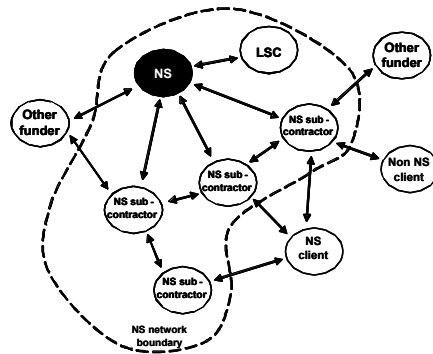 LSC
Other
funder
NS
Other
funder
NS sub -
contractor
Non NS
client
NS sub -
contractor
NS sub -
contractor
NS
client
NS sub -
contractor
NS network
boundary